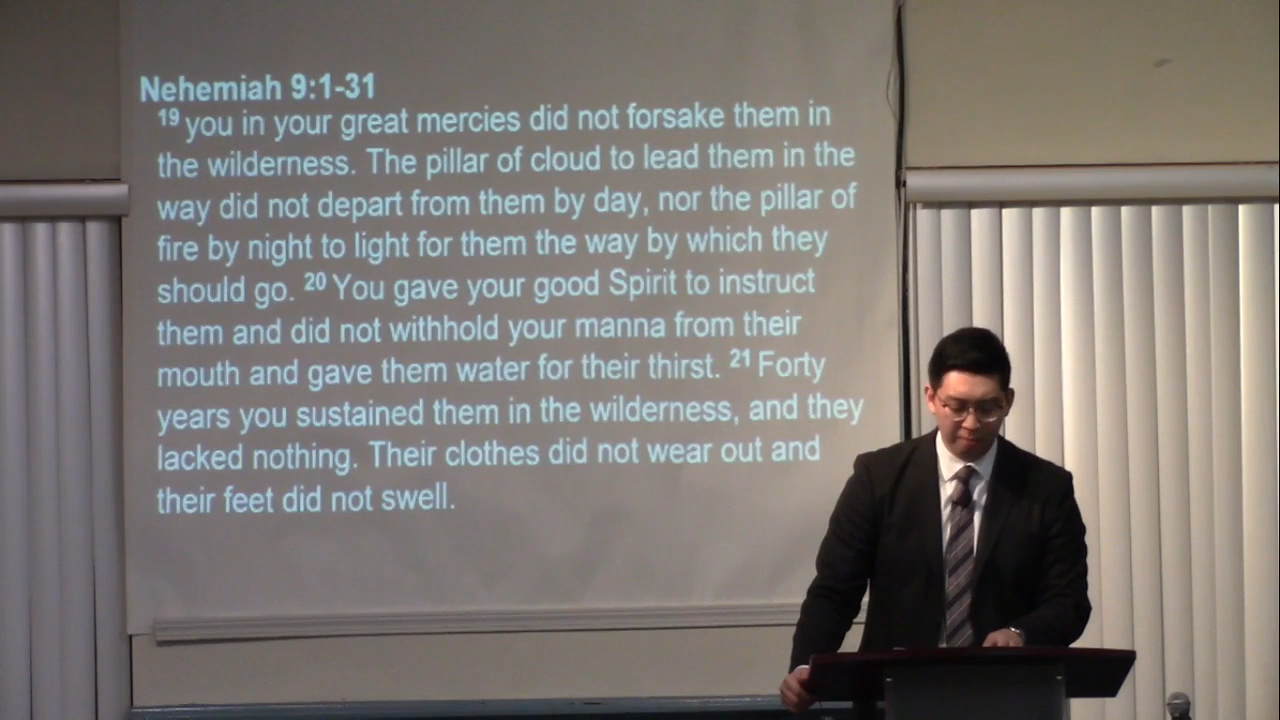 Nehemiah 9:1-31
19 you in your great mercies did not forsake them in
the wilderness. The pillar of cloud to lead them in the
way did not depart from them by day, nor the pillar of
fire by night to light for them the way by which they
should go. 20 You gave your good Spirit to instruct
them and did not withhold your manna from their
mouth and gave them water for their thirst. 21 Forty
years you sustained them in the wilderness, and they
lacked nothing. Their clothes did not wear out and
their feet did not swell.